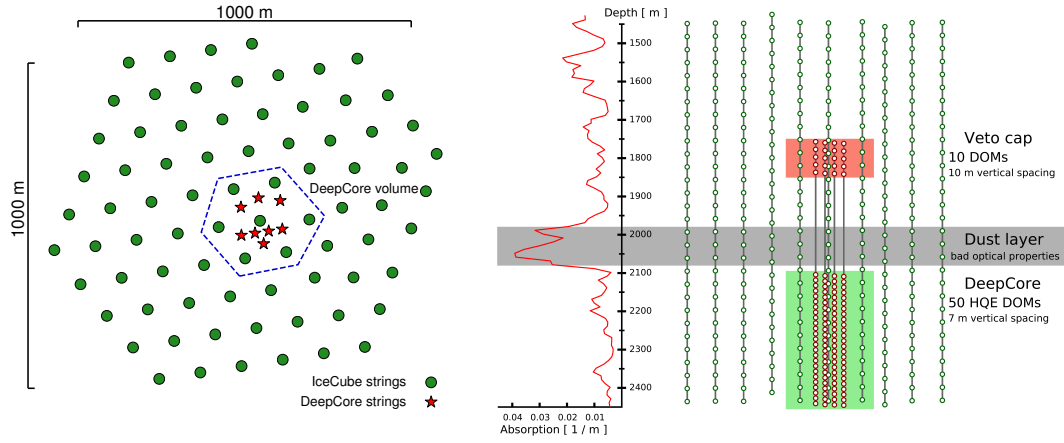 1000 m
1000 m
DeepCore volume
IceCube strings
DeepCore strings
Depth [ m ]
1500
1600
1700
1800
1900
2000
2100
2200
2300
2400
0.04 0.03 0.02 0.01
Absorption [ 1 / m ]
Veto cap
10 DOMs
10 m vertical spacing
Dust layer
bad optical properties
DeepCore
50 HQE DOMs
7 m vertical spacing